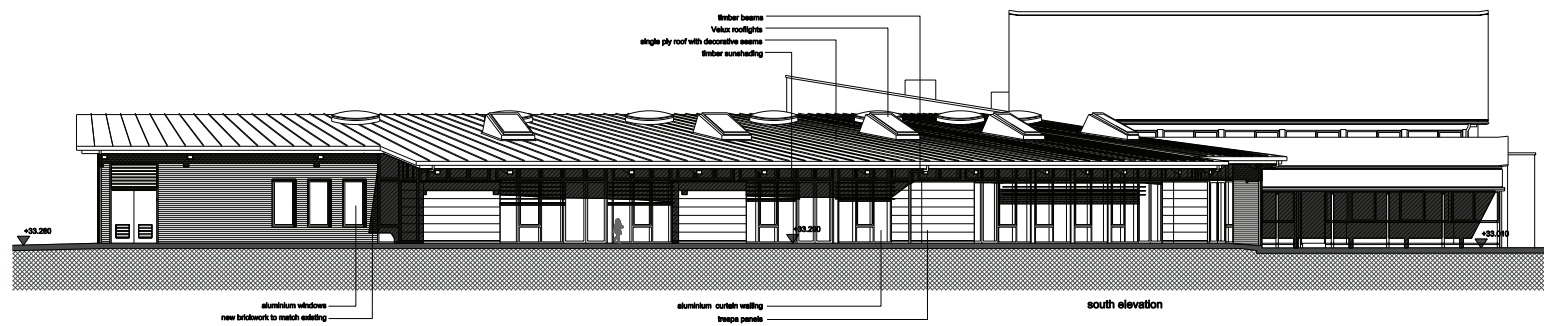 timber beams
Velux rooflights
single ply roof with decorative seams
timber sunshading
+33.280
+33.290
+33.010
aluminium windows
new brickwork to match existing
aluminium curtain walling
trespa panels
south elevation